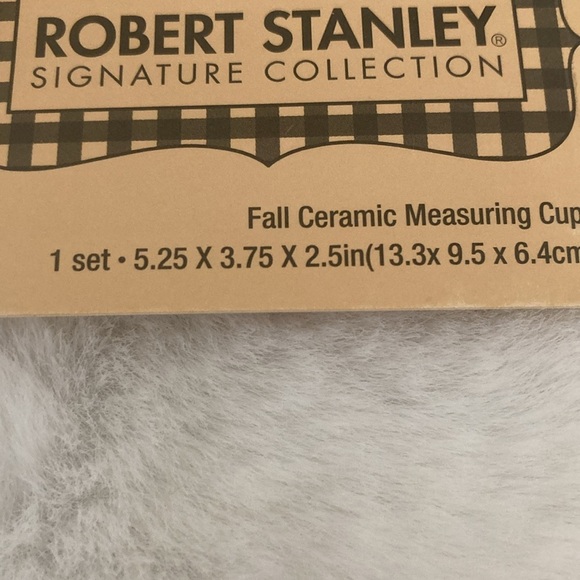 ROBERT STANLEY®
SIGNATURE COLLECTION
Fall Ceramic Measuring Cup
1 set • 5.25 X 3.75 X 2.5in(13.3x 9.5 x 6.4cm